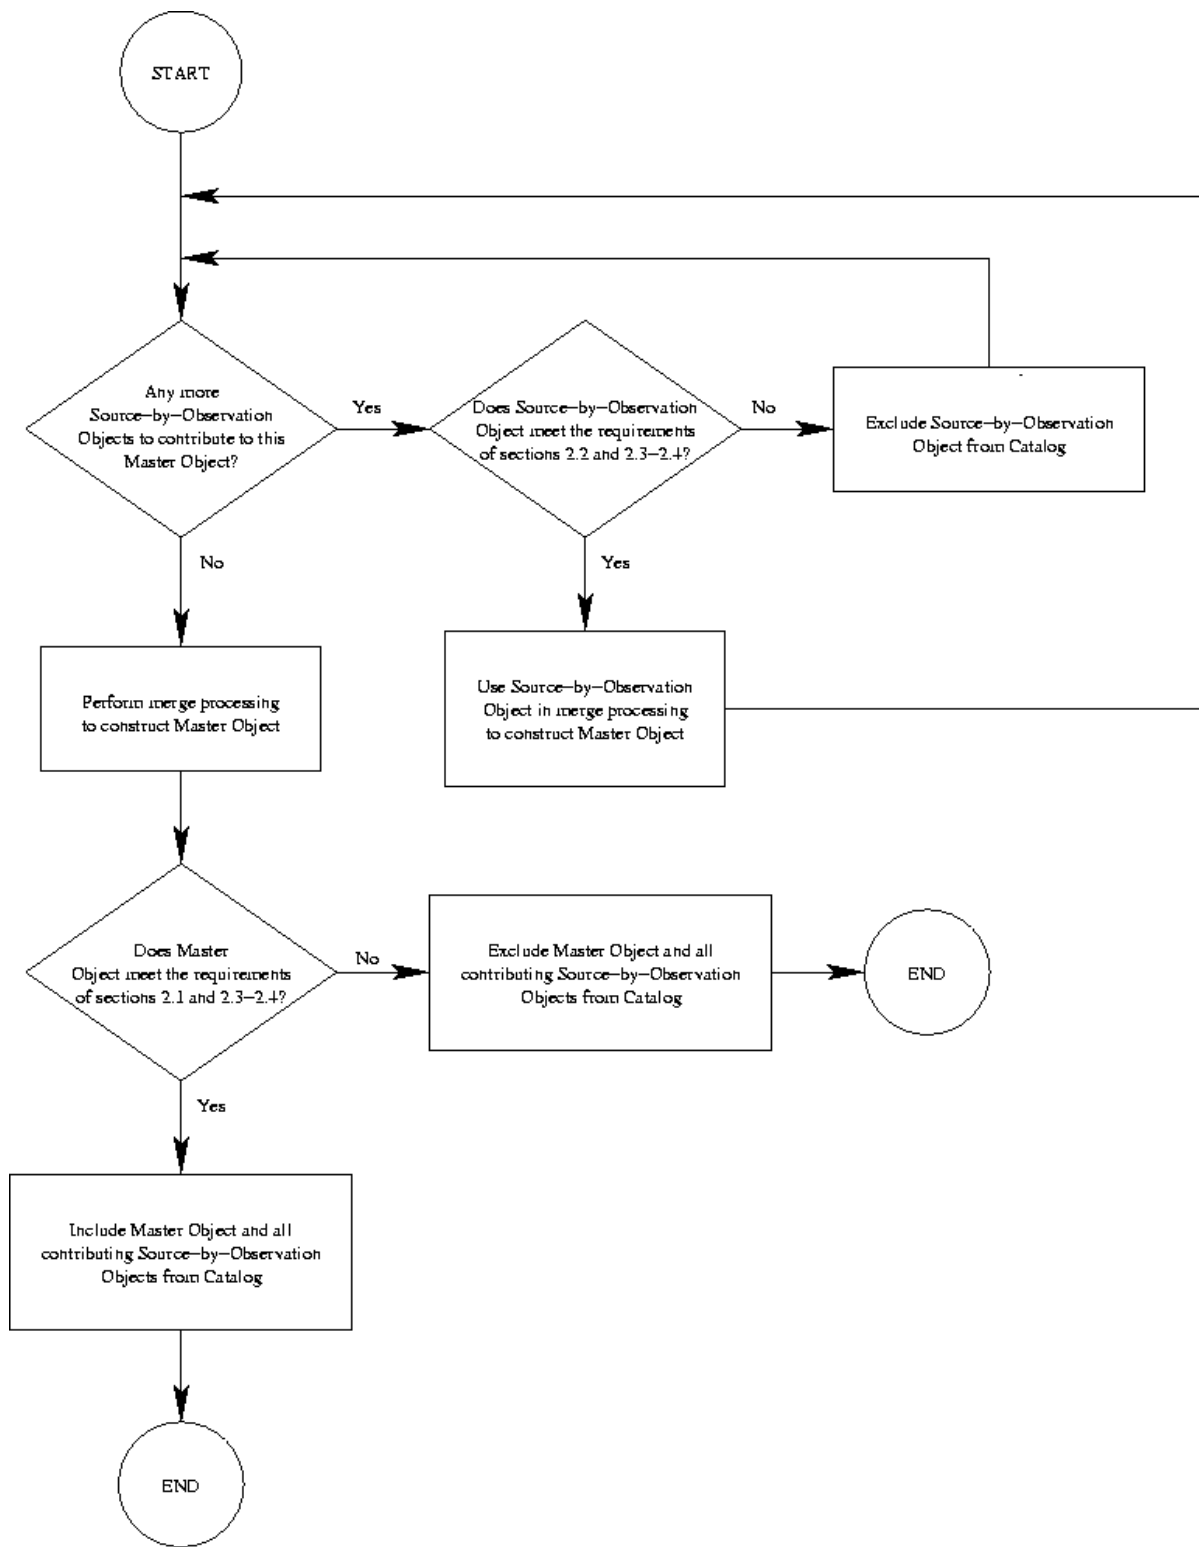 START
Any more
Source-by-Observation
Objects to contribute to this
Master Object?
Yes
Does Source-by-Observation
Object meet the requirements
of sections 2.2 and 2.3-2.4?
No
Exclude Source-by-Observation
Object from Catalog
No
Yes
Perform merge processing
to construct Master Object
Use Source-by-Observation
Object in merge processing
to construct Master Object
Does Master
Object meet the requirements
of sections 2.1 and 2.3-2.4?
No
Exclude Master Object and all
contributing Source-by-Observation
Objects from Catalog
END
Yes
Include Master Object and all
contributing Source-by-Observation
Objects from Catalog
END